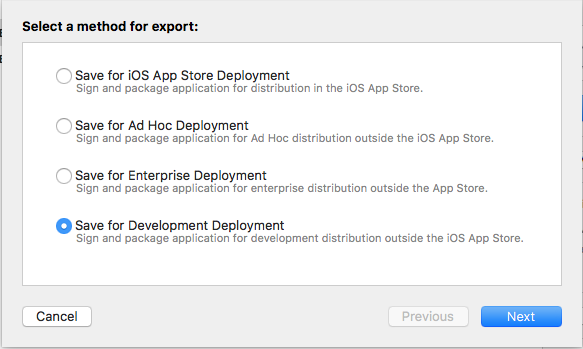 Select a method for export:
Save for iOS App Store Deployment
Sign and package application for distribution in the iOS App Store.
Save for Ad Hoc Deployment
Sign and package application for Ad Hoc distribution outside the iOS App Store.
Save for Enterprise Deployment
Sign and package application for enterprise distribution outside the App Store.
Save for Development Deployment
Sign and package application for development distribution outside the iOS App Store.
Cancel
Previous
Next